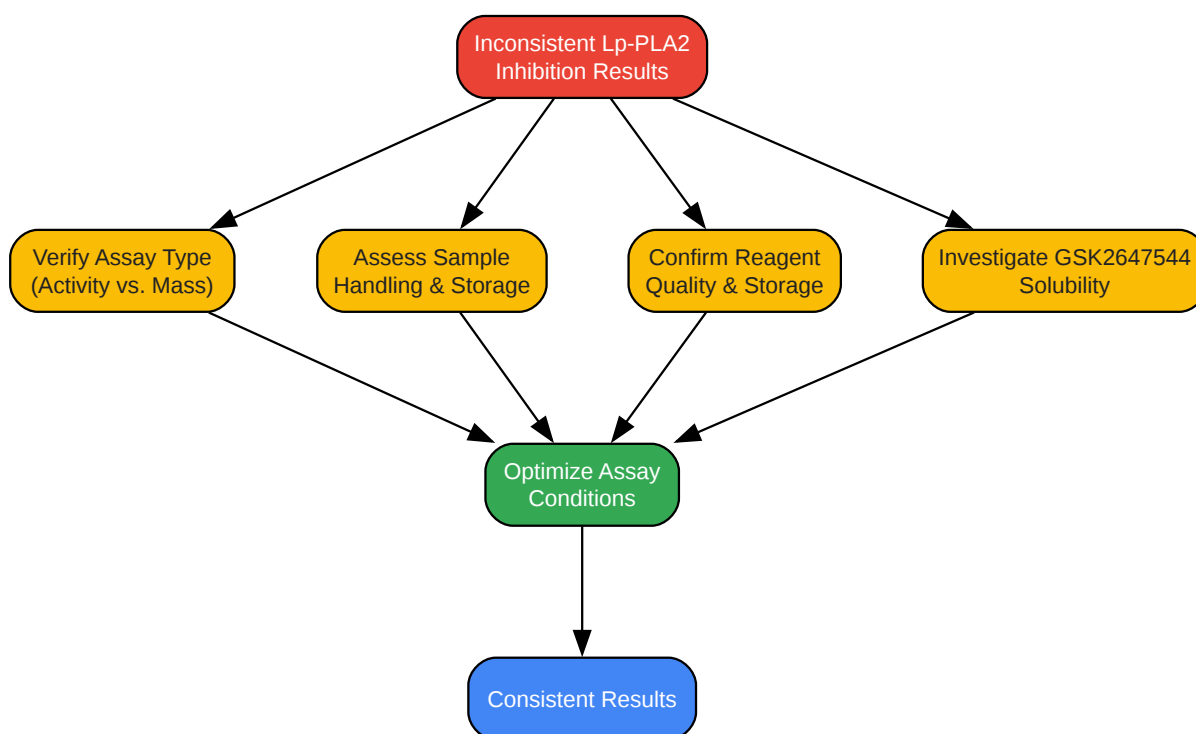 Inconsistent Lp-PLA2
Inhibition Results
Verify Assay Type
(Activity vs. Mass)
Assess Sample
Handling & Storage
Confirm Reagent
Quality & Storage
Investigate GSK2647544
Solubility
Optimize Assay
Conditions
Consistent Results